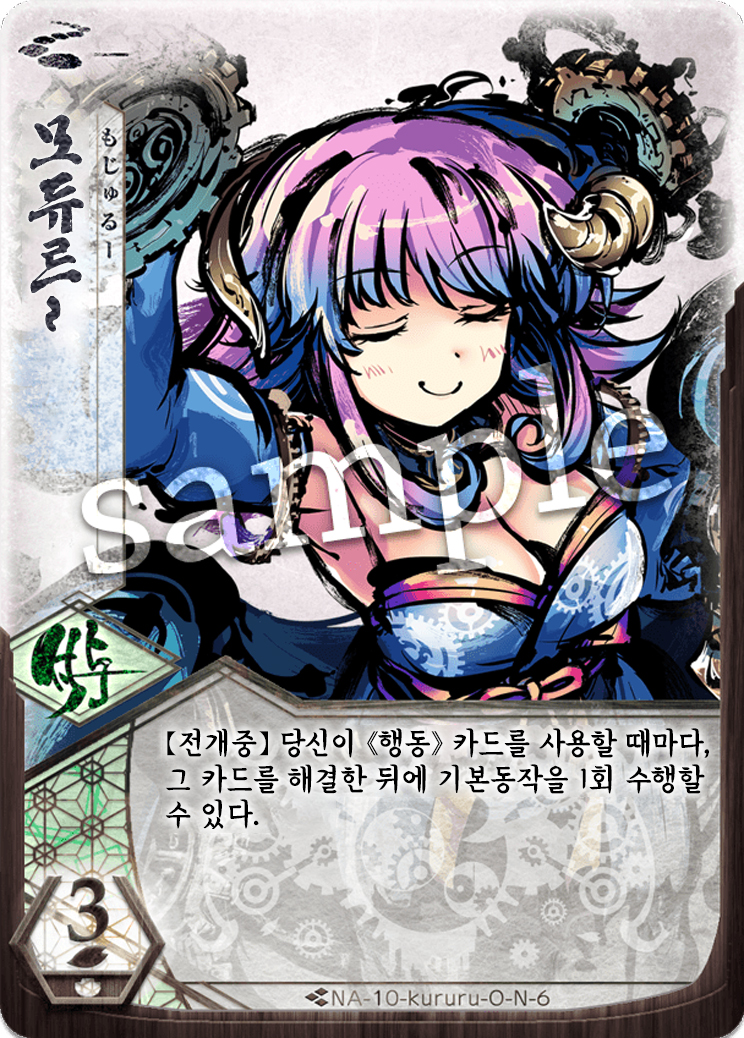 모듀르~
もじゅるー
sample
부여
【전개중】 당신이 《행동》 카드를 사용할 때마다,
그 카드를 해결한 뒤에 기본동작을 1회 수행할
수 있다.
3
NA-10-kururu-O-N-6